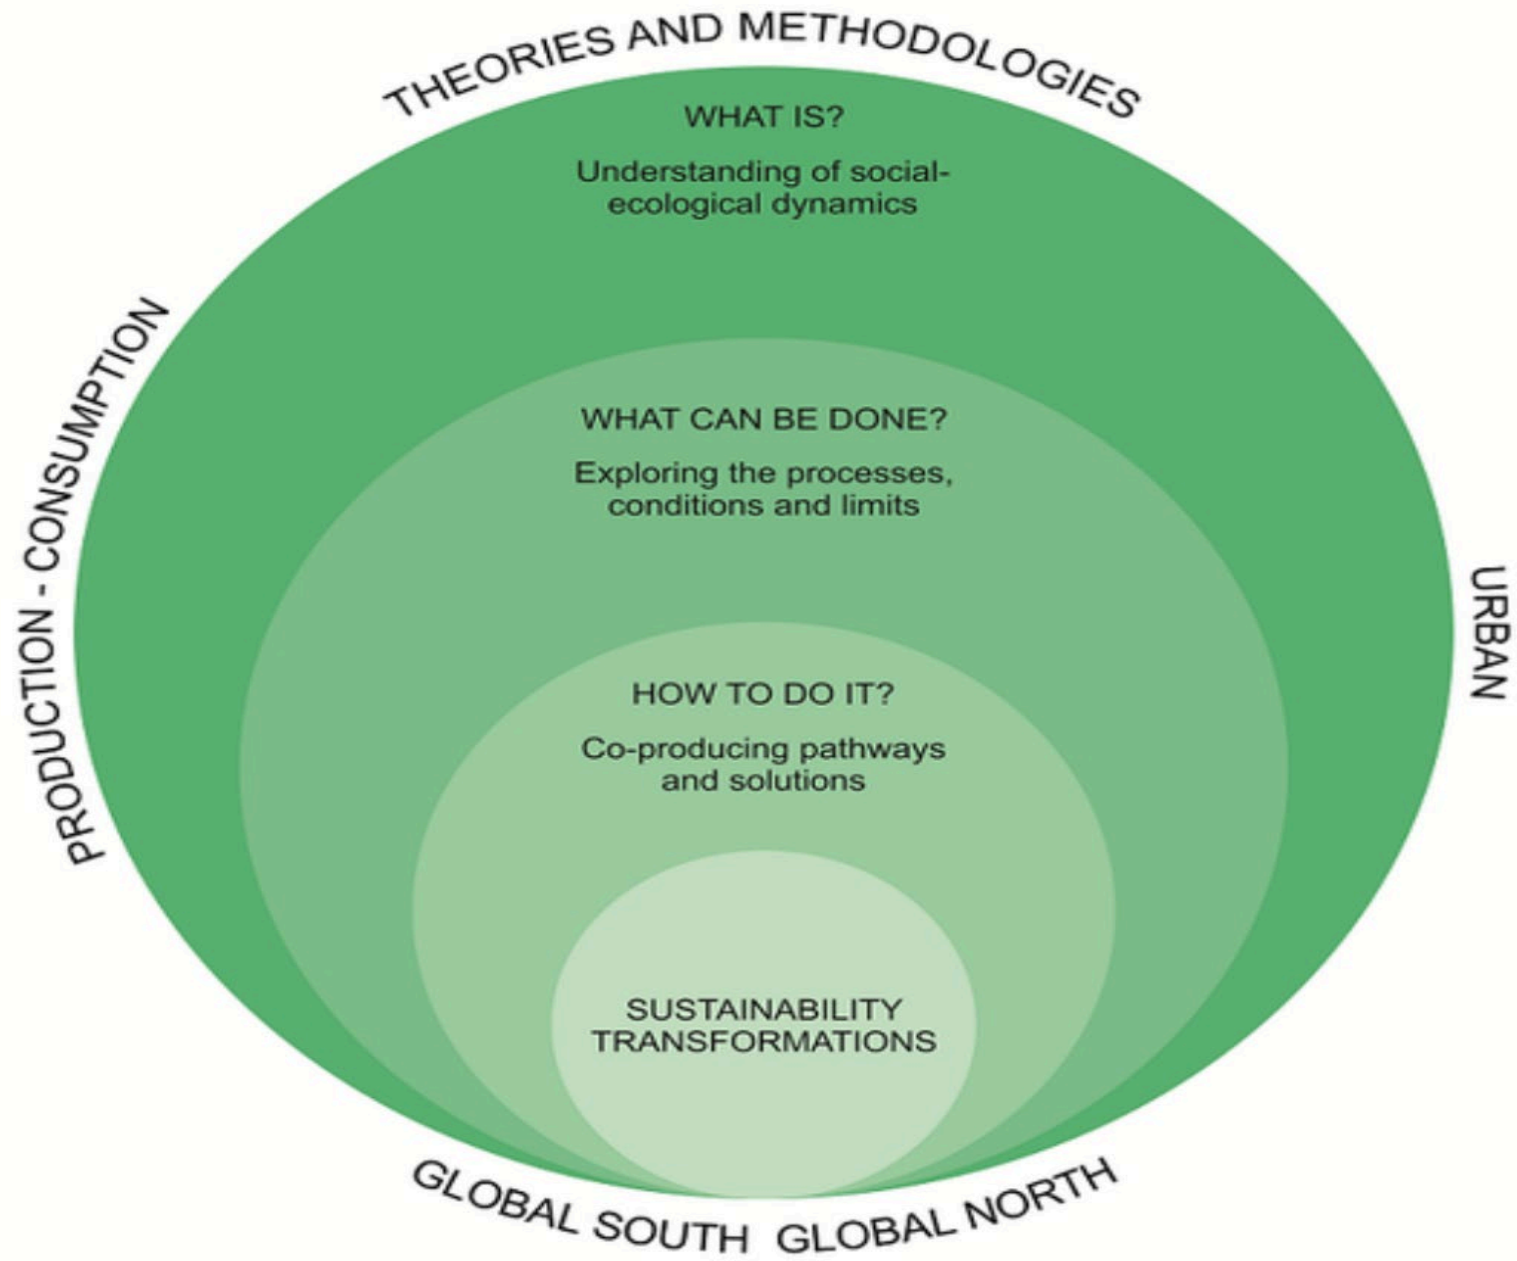 THEORIES AND METHODOLOGIES
WHAT IS?
Understanding of social-
ecological dynamics
PRODUCTION - CONSUMPTION
WHAT CAN BE DONE?
Exploring the processes,
conditions and limits
URBAN
HOW TO DO IT?
Co-producing pathways
and solutions
SUSTAINABILITY
TRANSFORMATIONS
GLOBAL SOUTH GLOBAL NORTH